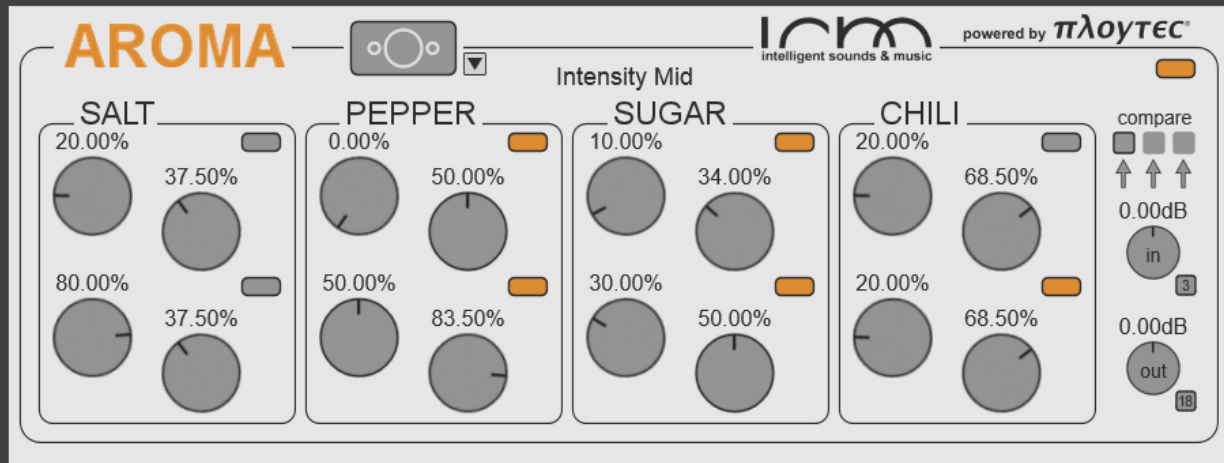 AROMA
ism
intelligent sounds & music
powered by πλογτεc®
Intensity Mid
SALT
20.00%
37.50%
80.00%
37.50%
PEPPER
0.00%
50.00%
50.00%
83.50%
SUGAR
10.00%
34.00%
30.00%
50.00%
CHILI
20.00%
68.50%
20.00%
68.50%
compare
0.00dB
in
3
0.00dB
out
18